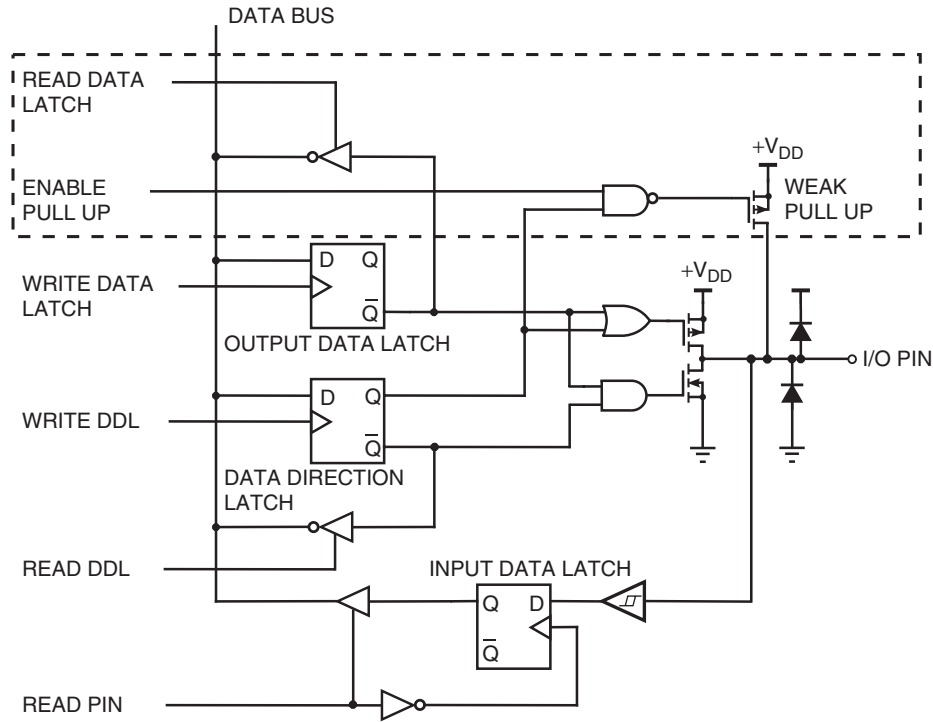 DATA BUS
READ DATA
LATCH
+VDD
ENABLE
PULL UP
WEAK
PULL UP
D Q
WRITE DATA
LATCH
Q̅
+VDD
OUTPUT DATA LATCH
I/O PIN
D Q
WRITE DDL
Q̅
DATA DIRECTION
LATCH
READ DDL
INPUT DATA LATCH
Q D
Q̅
READ PIN